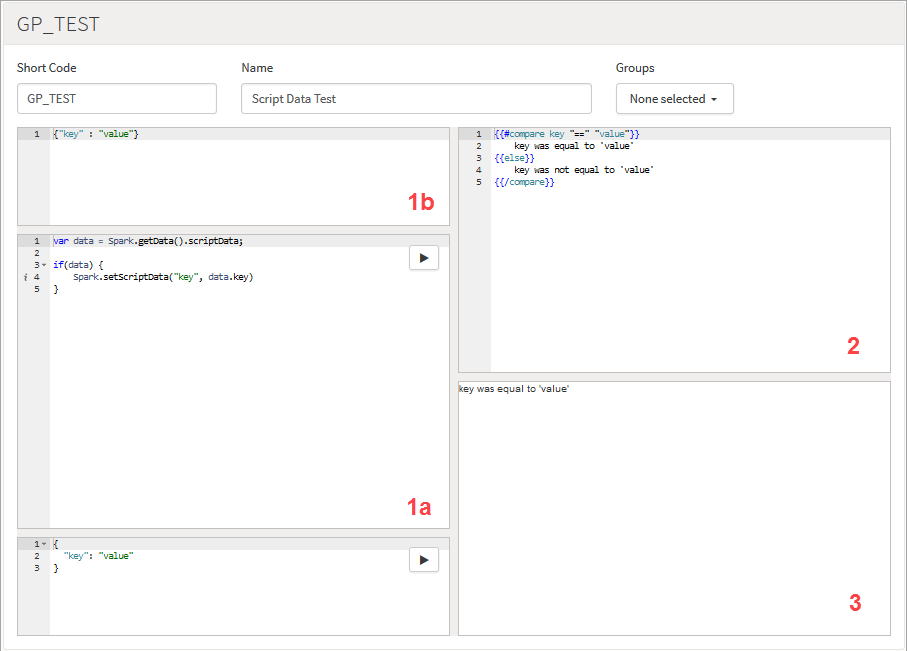 GP_TEST
Short Code
Name
Groups
GP_TEST
Script Data Test
None selected
1 {"key" : "value"}
1b
1 var data = Spark.getData().scriptData;
2
3 if(data) {
i 4     Spark.setScriptData("key", data.key)
5 }
1a
1 {
2   "key": "value"
3 }
1 {{#compare key "==" "value"}}
2     key was equal to 'value'
3 {{else}}
4     key was not equal to 'value'
5 {{/compare}}
2
key was equal to 'value'
3